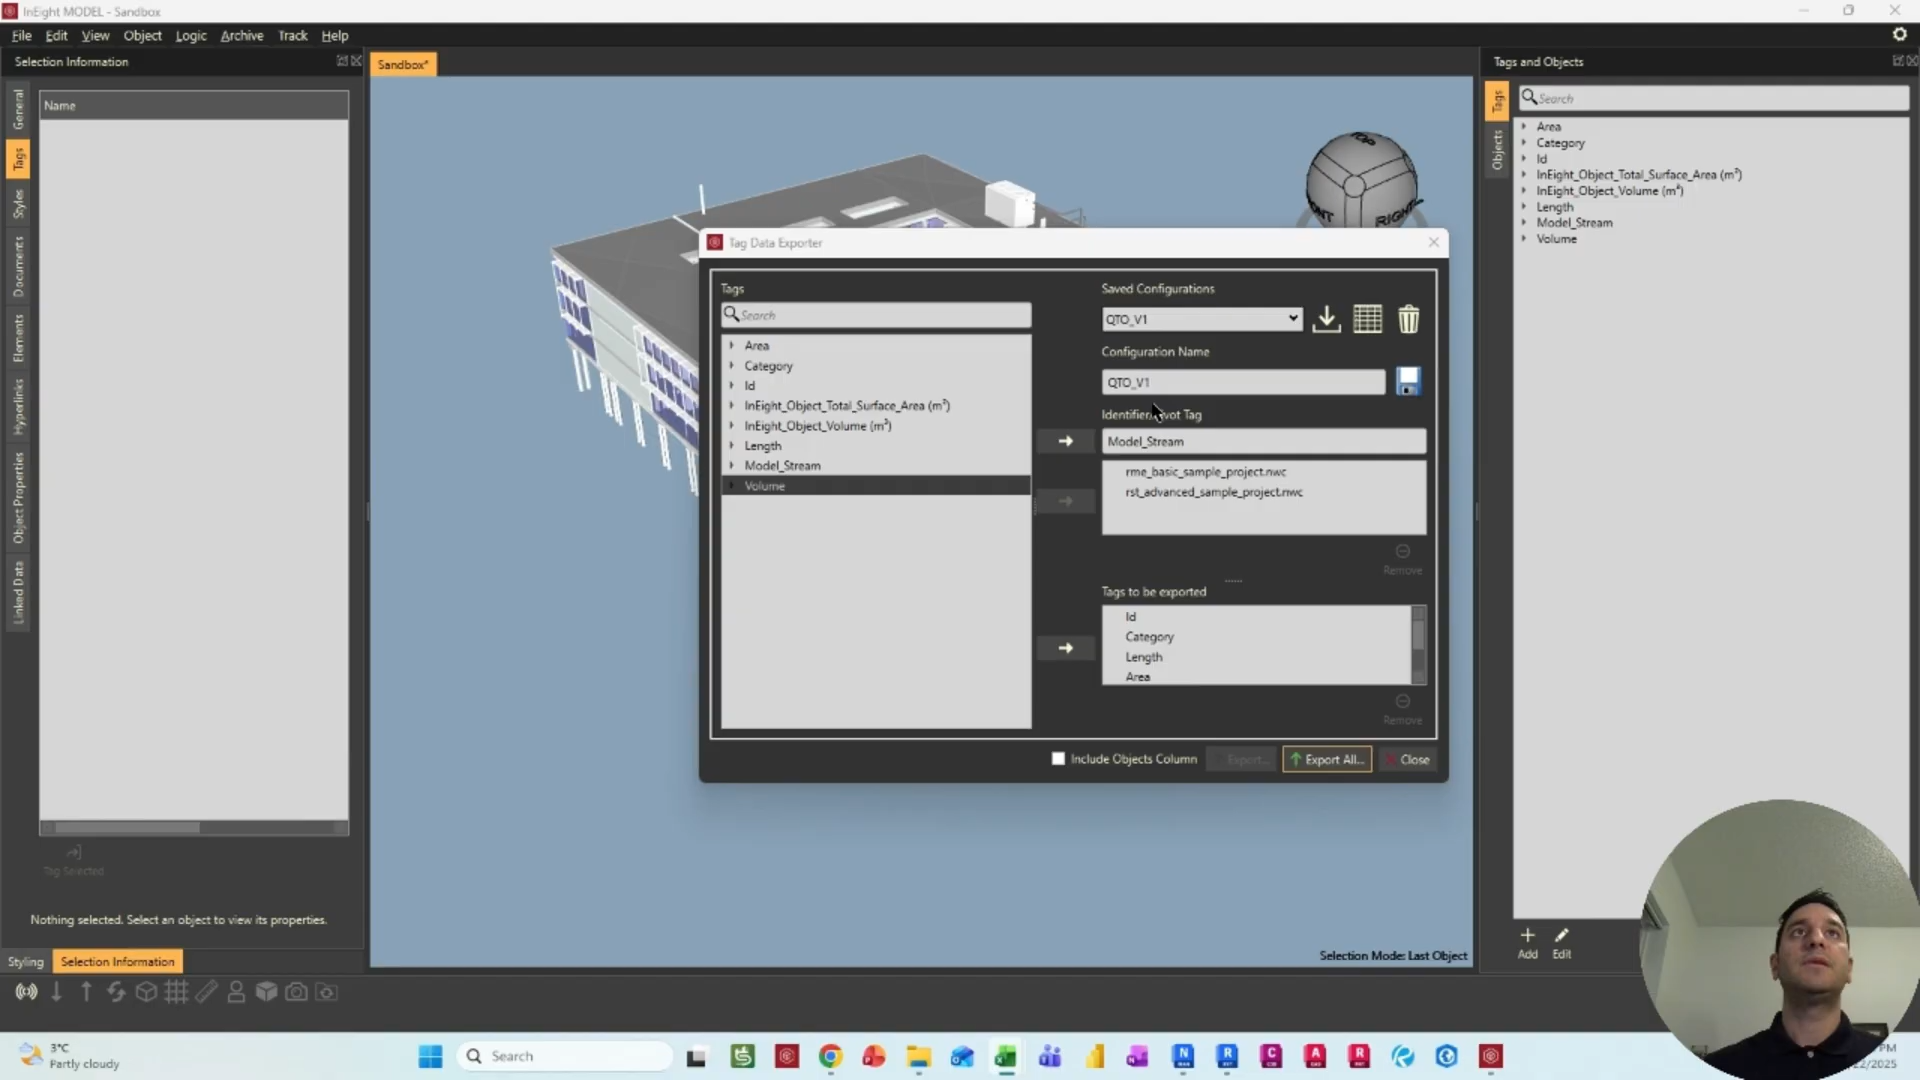 InEight MODEL - Sandbox
File Edit View Object Logic Archive Track Help
Selection Information
Sandbox*
Tags and Objects
General
Tags
Styles
Documents
Elements
Hyperlinks
Object Properties
Linked Data
Name
Tag Selected
Nothing selected. Select an object to view its properties.
Styling
Selection Information
TOP
RIGHT
Tag Data Exporter
Tags
Search
Area
Category
Id
InEight_Object_Total_Surface_Area (m²)
InEight_Object_Volume (m³)
Length
Model_Stream
Volume
Saved Configurations
QTO_V1
Configuration Name
QTO_V1
Model_Stream
rme_basic_sample_project.nwc
rst_advanced_sample_project.nwc
Remove
Tags to be exported
Id
Category
Length
Area
Remove
Include Objects Column
Export...
Export All...
Close
Selection Mode: Last Object
Tags
Objects
Search
Area
Category
Id
InEight_Object_Total_Surface_Area (m²)
InEight_Object_Volume (m³)
Length
Model_Stream
Volume
Add
Edit
3°C
Partly cloudy
Search